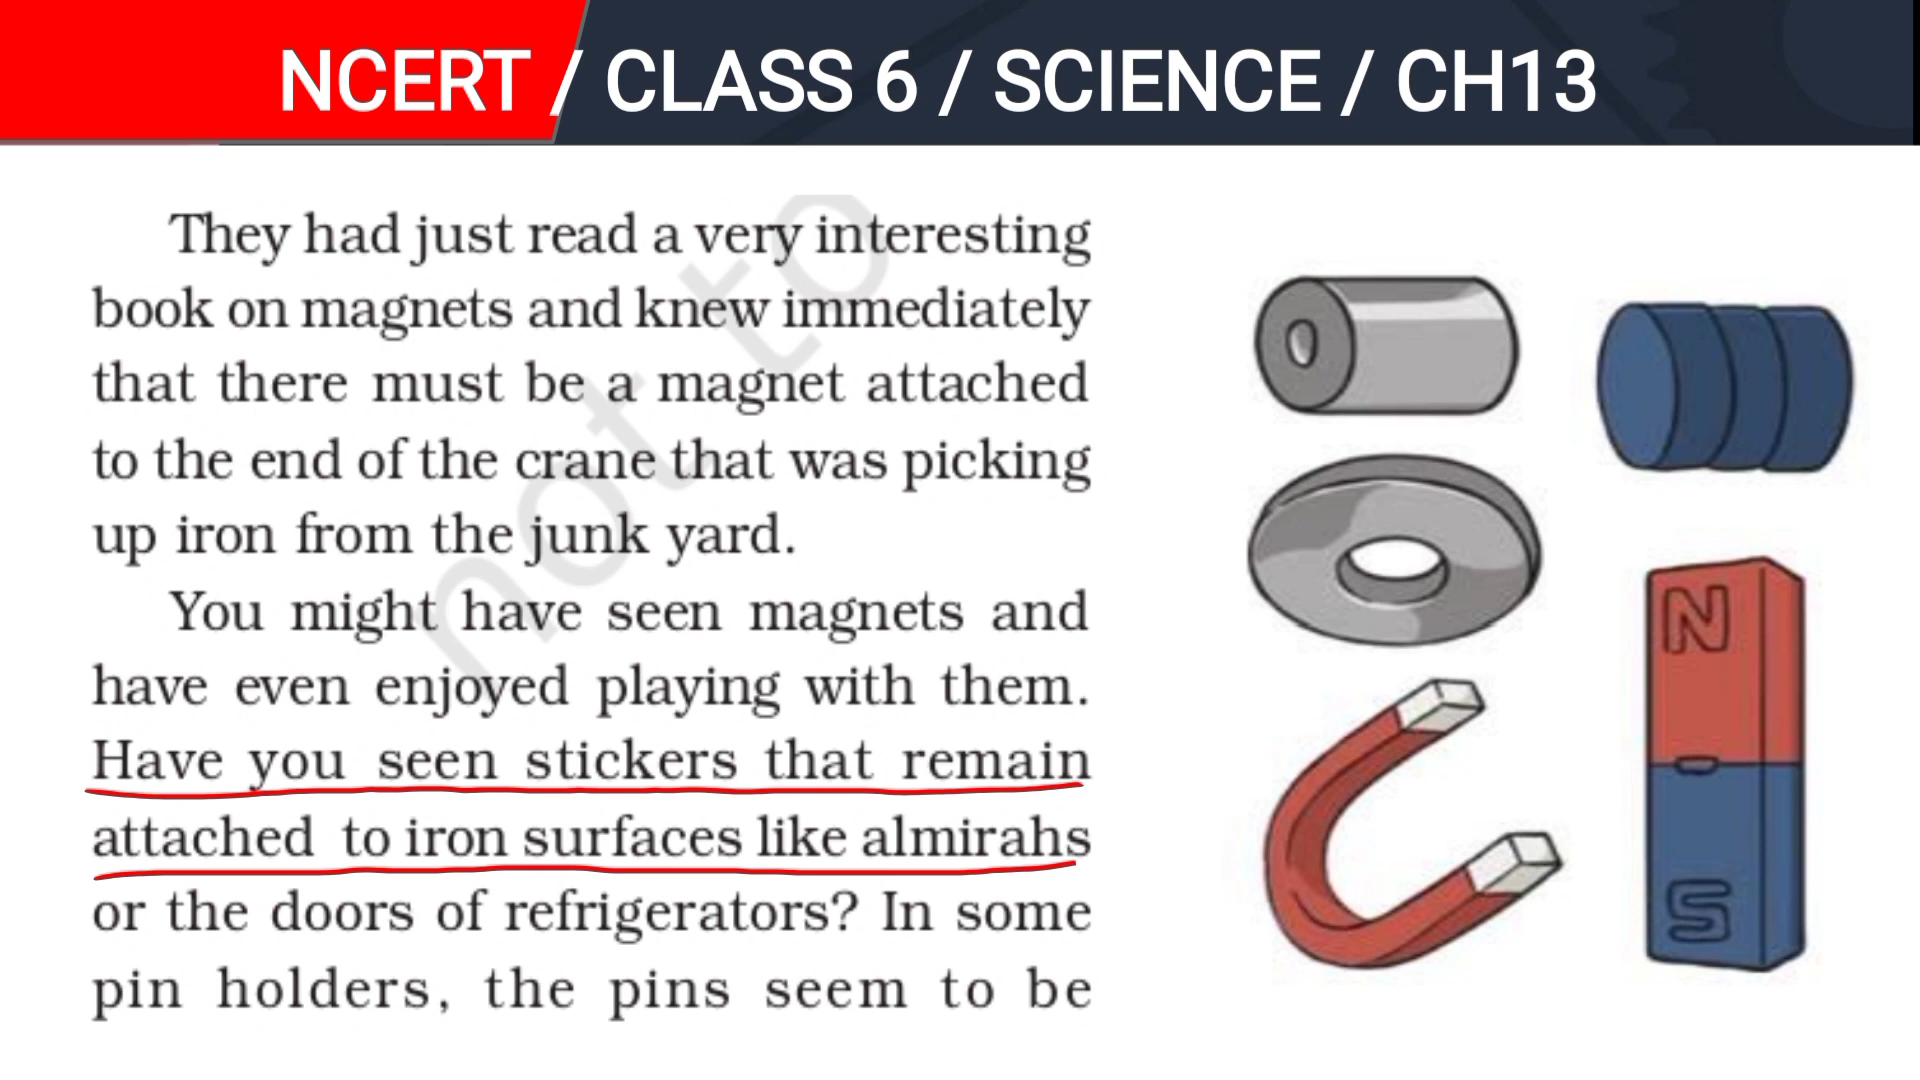 NCERT / CLASS 6 / SCIENCE / CH13
They had just read a very interesting
book on magnets and knew immediately
that there must be a magnet attached
to the end of the crane that was picking
up iron from the junk yard.
You might have seen magnets and
have even enjoyed playing with them.
Have you seen stickers that remain
attached to iron surfaces like almirahs
or the doors of refrigerators? In some
pin holders, the pins seem to be
not to
N
S